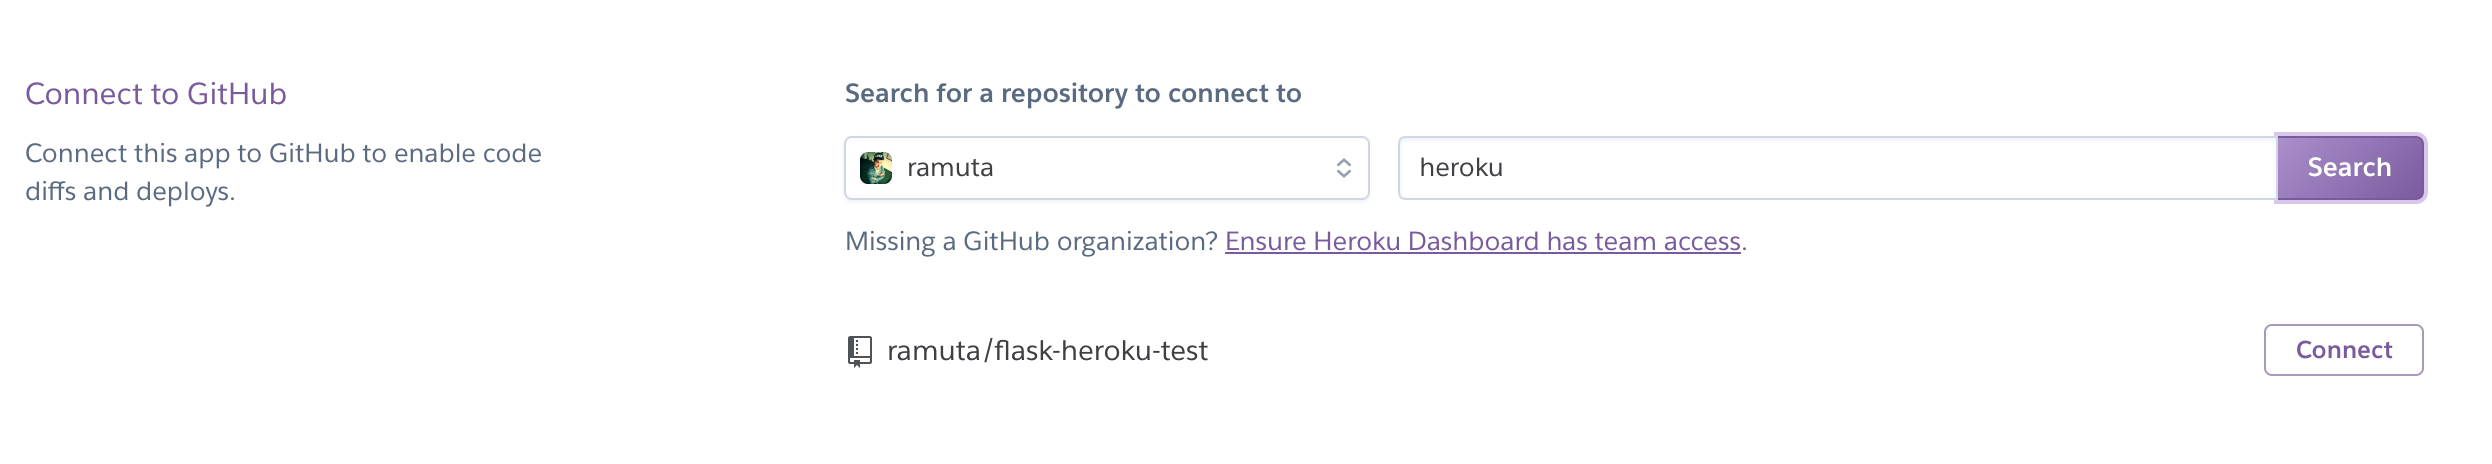 Connect to GitHub
Connect this app to GitHub to enable code
diffs and deploys.
Search for a repository to connect to
ramuta
heroku
Search
Missing a GitHub organization? Ensure Heroku Dashboard has team access.
ramuta/flask-heroku-test
Connect